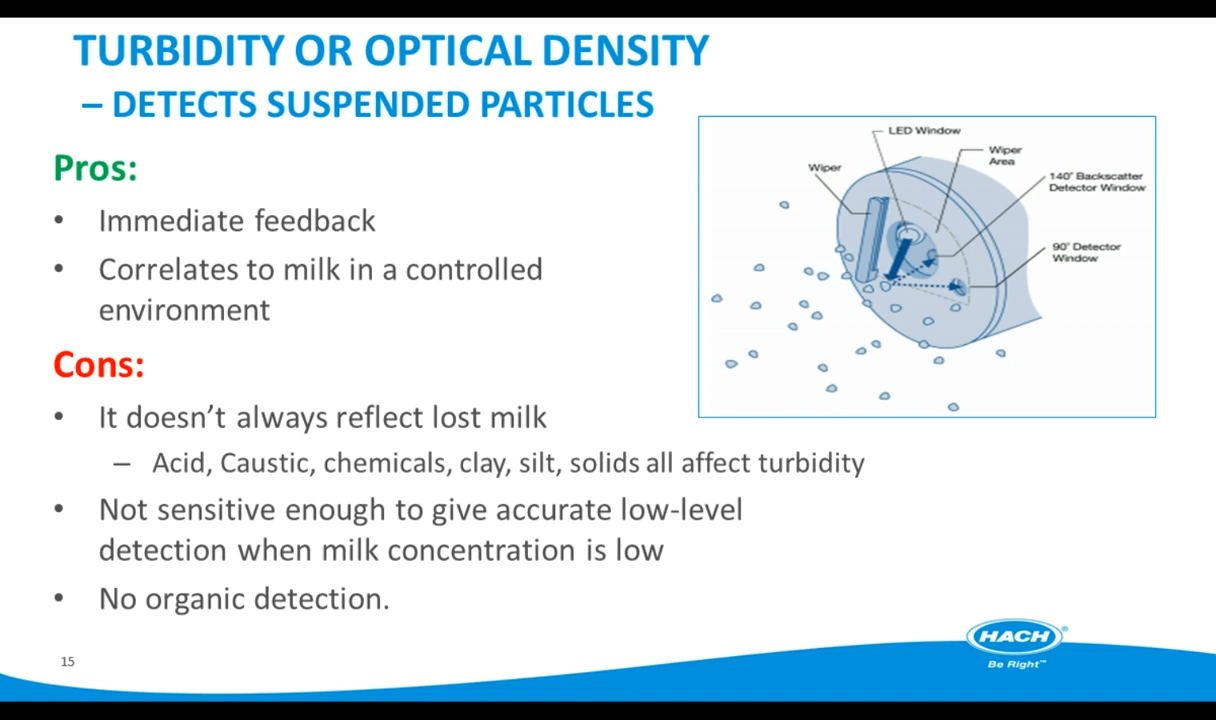 TURBIDITY OR OPTICAL DENSITY
– DETECTS SUSPENDED PARTICLES
Pros:
• Immediate feedback
• Correlates to milk in a controlled
environment
Cons:
• It doesn’t always reflect lost milk
– Acid, Caustic, chemicals, clay, silt, solids all affect turbidity
• Not sensitive enough to give accurate low-level
detection when milk concentration is low
• No organic detection.
LED Window
Wiper
Area
Wiper
140° Backscatter
Detector Window
90° Detector
Window
15
HACH®
Be Right™